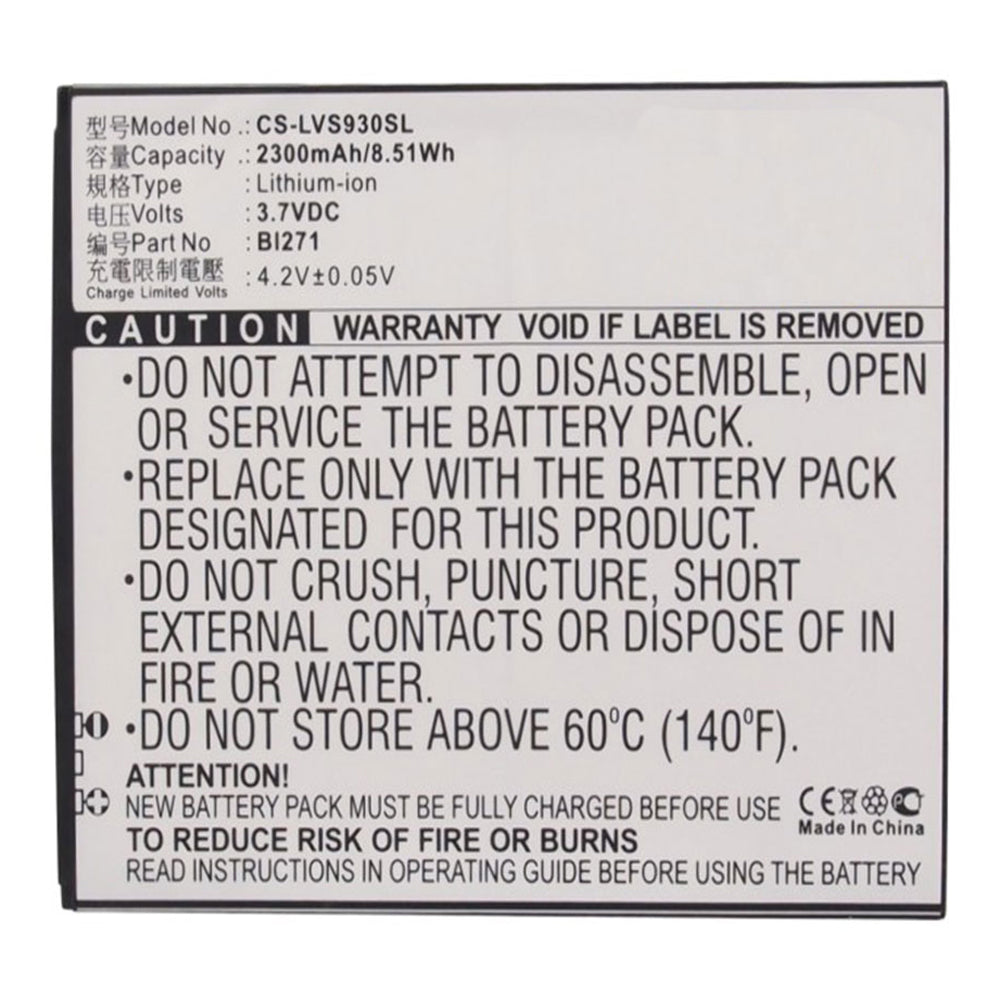 型号Model No .: CS-LVS930SL
容量Capacity : 2300mAh/8.51Wh
規格Type : Lithium-ion
电压Volts : 3.7VDC
编号Part No : BI271
充電限制電壓
Charge Limited Volts : 4.2V±0.05V
CAUTION WARRANTY VOID IF LABEL IS REMOVED
•DO NOT ATTEMPT TO DISASSEMBLE, OPEN
OR SERVICE THE BATTERY PACK.
•REPLACE ONLY WITH THE BATTERY PACK
DESIGNATED FOR THIS PRODUCT.
•DO NOT CRUSH, PUNCTURE, SHORT
EXTERNAL CONTACTS OR DISPOSE OF IN
FIRE OR WATER.
•DO NOT STORE ABOVE 60°C (140°F).
ATTENTION!
NEW BATTERY PACK MUST BE FULLY CHARGED BEFORE USE
TO REDUCE RISK OF FIRE OR BURNS
READ INSTRUCTIONS IN OPERATING GUIDE BEFORE USING THE BATTERY
CE
Made In China